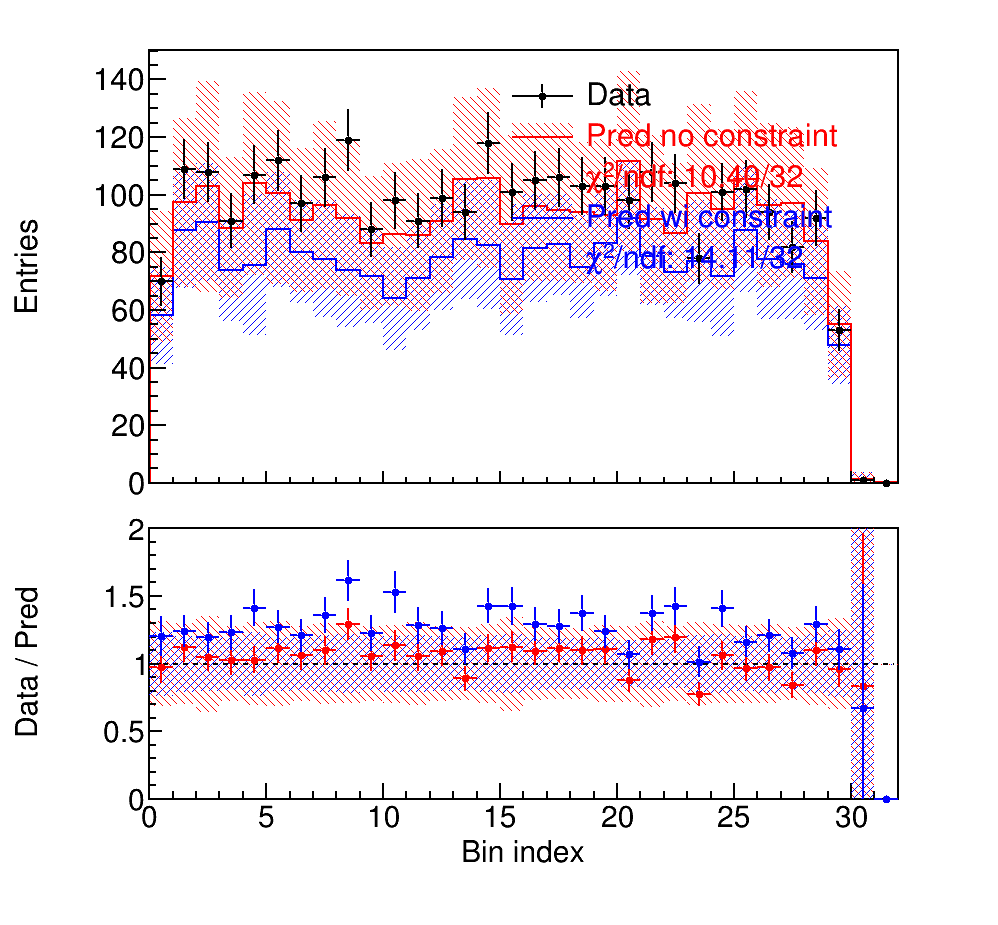 140
120
100
80
60
40
20
0
Entries
Data
Pred no constraint
χ²/ndf: 10.49/32
Pred wi constraint
χ²/ndf: 14.11/32
2
1.5
1
0.5
0
Data / Pred
0 5 10 15 20 25 30
Bin index